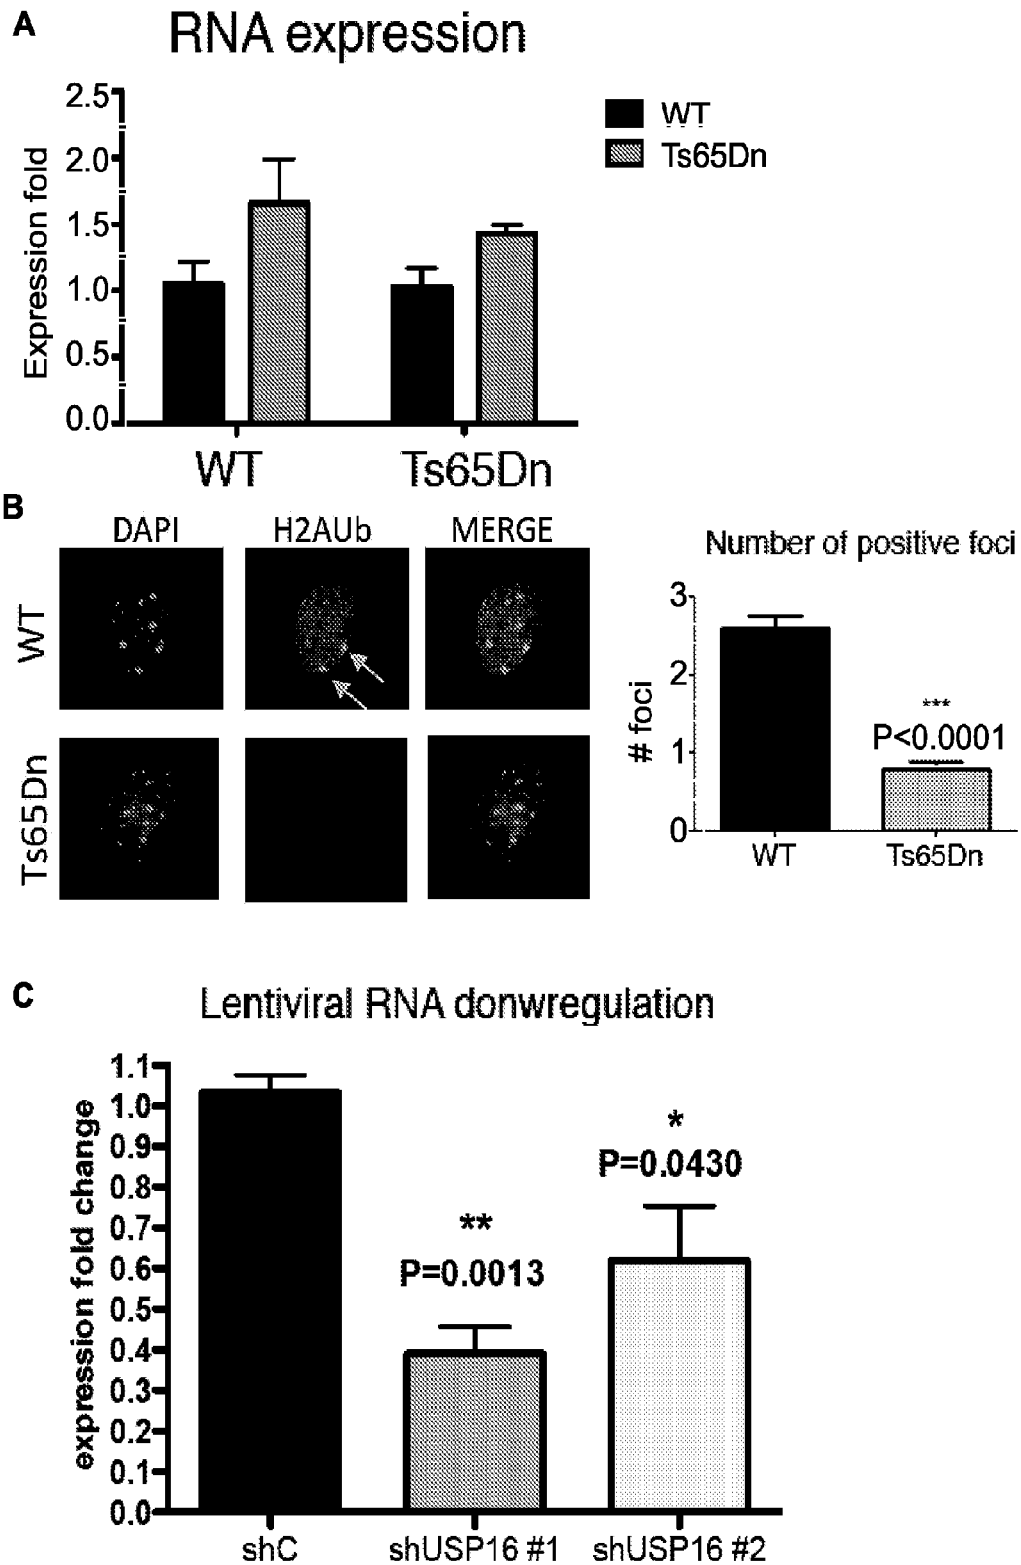 A
RNA expression
2.5
2.0
1.5
1.0
0.5
0.0
Expression fold
WT
Ts65Dn
WT
Ts65Dn
B
DAPI
H2AUb
MERGE
WT
Ts65Dn
Number of positive foci
3
2
1
0
# foci
***
P<0.0001
WT
Ts65Dn
C
Lentiviral RNA donwregulation
1.1
1.0
0.9
0.8
0.7
0.6
0.5
0.4
0.3
0.2
0.1
0.0
expression fold change
**
P=0.0013
*
P=0.0430
shC
shUSP16 #1
shUSP16 #2